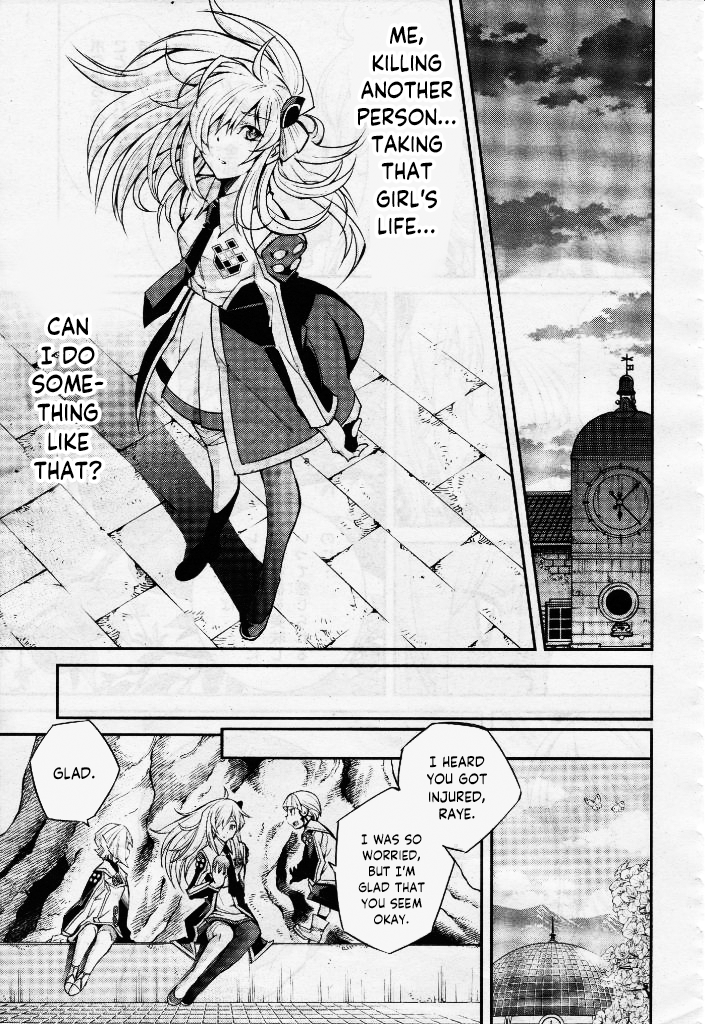 ME,
KILLING
ANOTHER
PERSON...
TAKING
THAT
GIRL'S
LIFE...
CAN
I DO
SOME-
THING
LIKE
THAT?
I HEARD
YOU GOT
INJURED,
RAYE.
I WAS SO
WORRIED,
BUT I'M
GLAD THAT
YOU SEEM
OKAY.
GLAD.